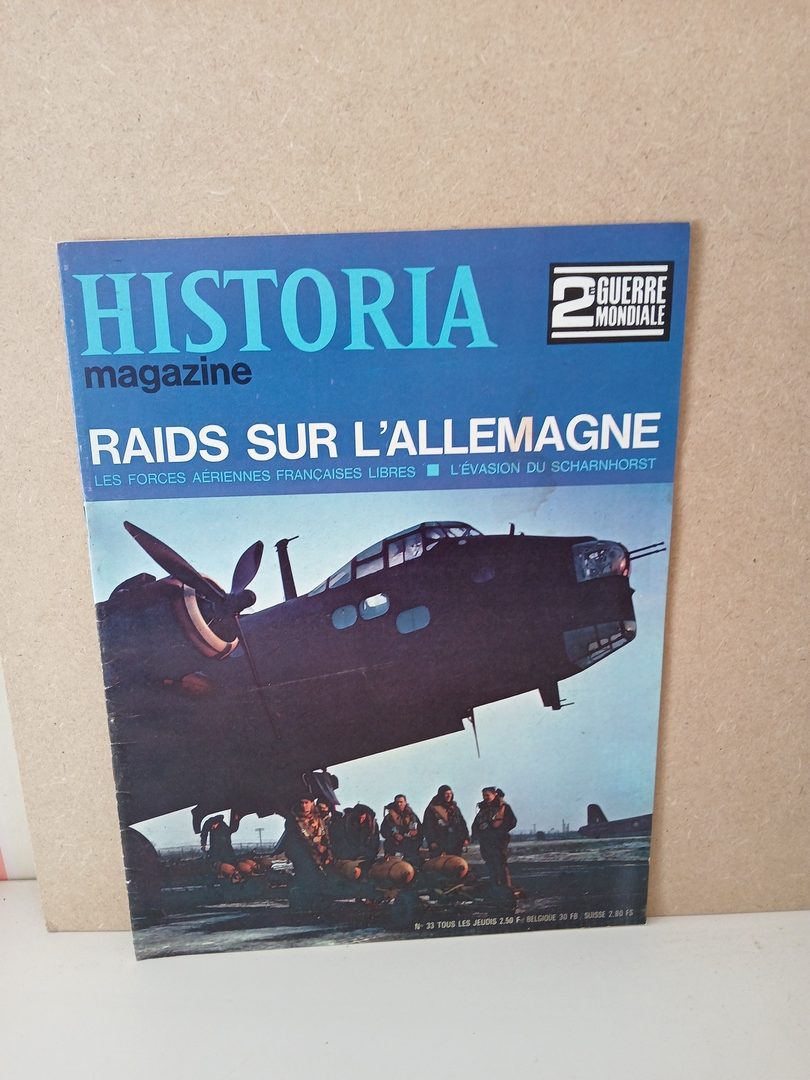 HISTORIA
magazine
2E GUERRE
MONDIALE
RAIDS SUR L'ALLEMAGNE
LES FORCES AÉRIENNES FRANÇAISES LIBRES ■ L'ÉVASION DU SCHARNHORST
N° 33 TOUS LES JEUDIS 2.50 F - BELGIQUE 30 FB - SUISSE 2.80 FS